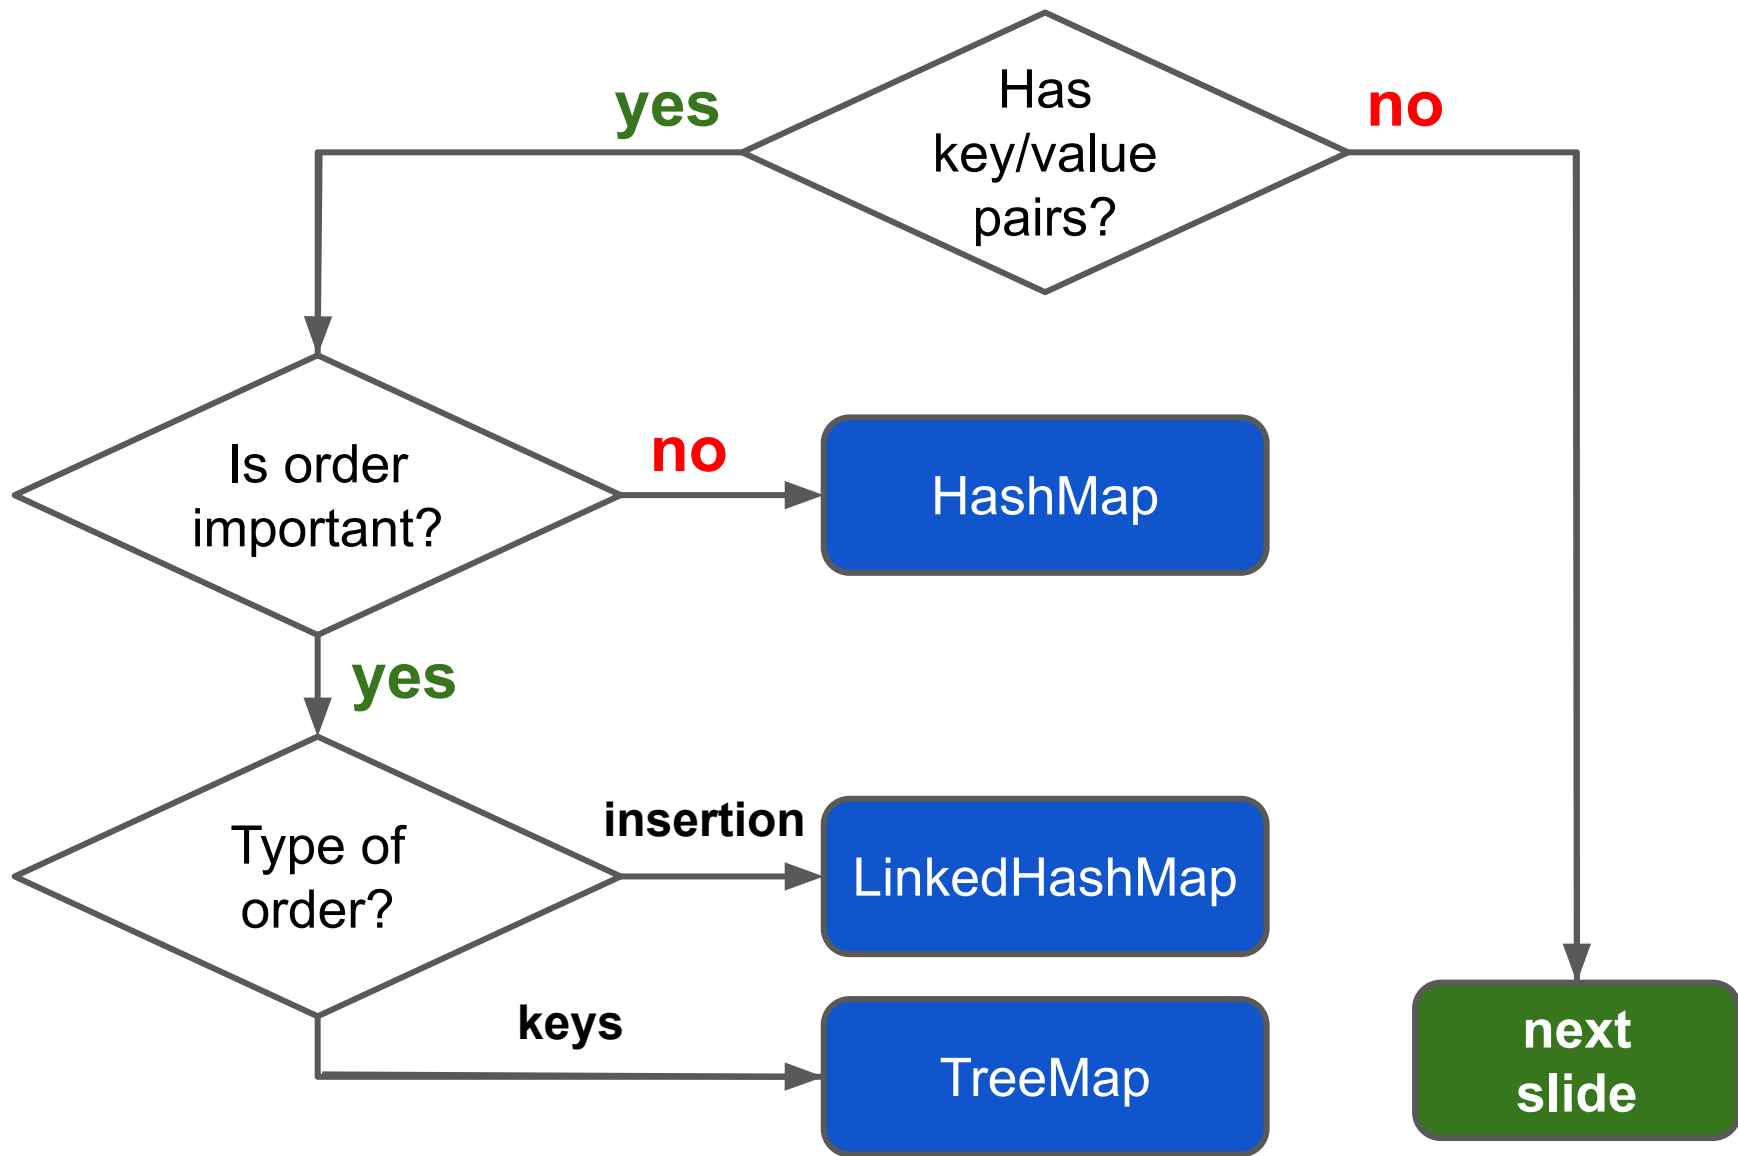 Has
key/value
pairs?
yes
no
Is order
important?
no
HashMap
yes
Type of
order?
insertion
LinkedHashMap
keys
TreeMap
next
slide